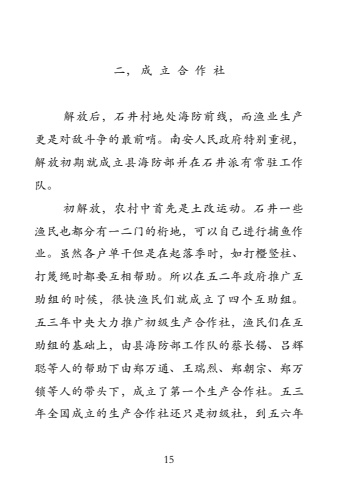 二，成立合作社
解放后，石井村地处海防前线，而渔业生产
更是对敌斗争的最前哨。南安人民政府特别重视，
解放初期就成立县海防部并在石井派有常驻工作
队。
初解放，农村中首先是土改运动。石井一些
渔民也都分有一二门的桁地，可以自己进行捕鱼作
业。虽然各户单干但是在起落季时，如打橙竖柱、
打篾绳时都要互相帮助。所以在五二年政府推广互
助组的时候，很快渔民们就成立了四个互助组。
五三年中央大力推广初级生产合作社，渔民们在互
助组的基础上，由县海防部工作队的蔡长锡、吕辉
聪等人的帮助下由郑万通、王瑞烈、郑朝宗、郑万
锁等人的带头下，成立了第一个生产合作社。五三
年全国成立的生产合作社还只是初级社，到五六年
15